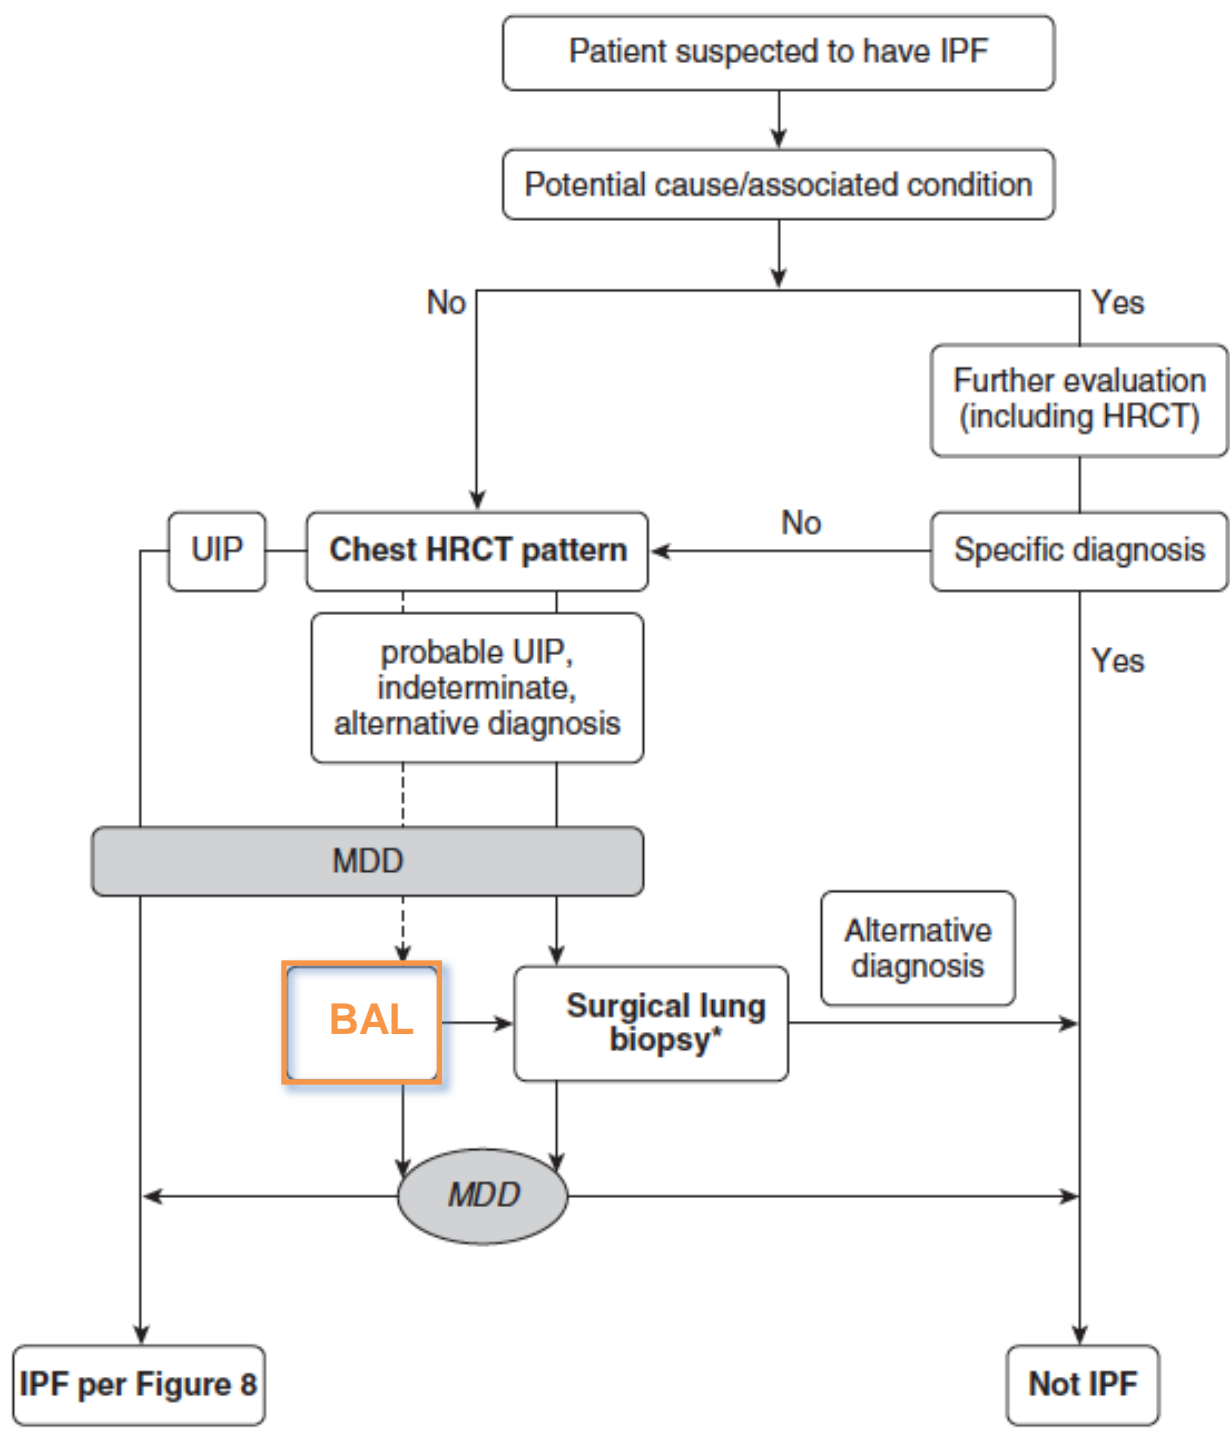 Patient suspected to have IPF
Potential cause/associated condition
No
Yes
Further evaluation
(including HRCT)
UIP
Chest HRCT pattern
No
Specific diagnosis
probable UIP,
indeterminate,
alternative diagnosis
Yes
MDD
Alternative
diagnosis
BAL
Surgical lung
biopsy*
MDD
IPF per Figure 8
Not IPF